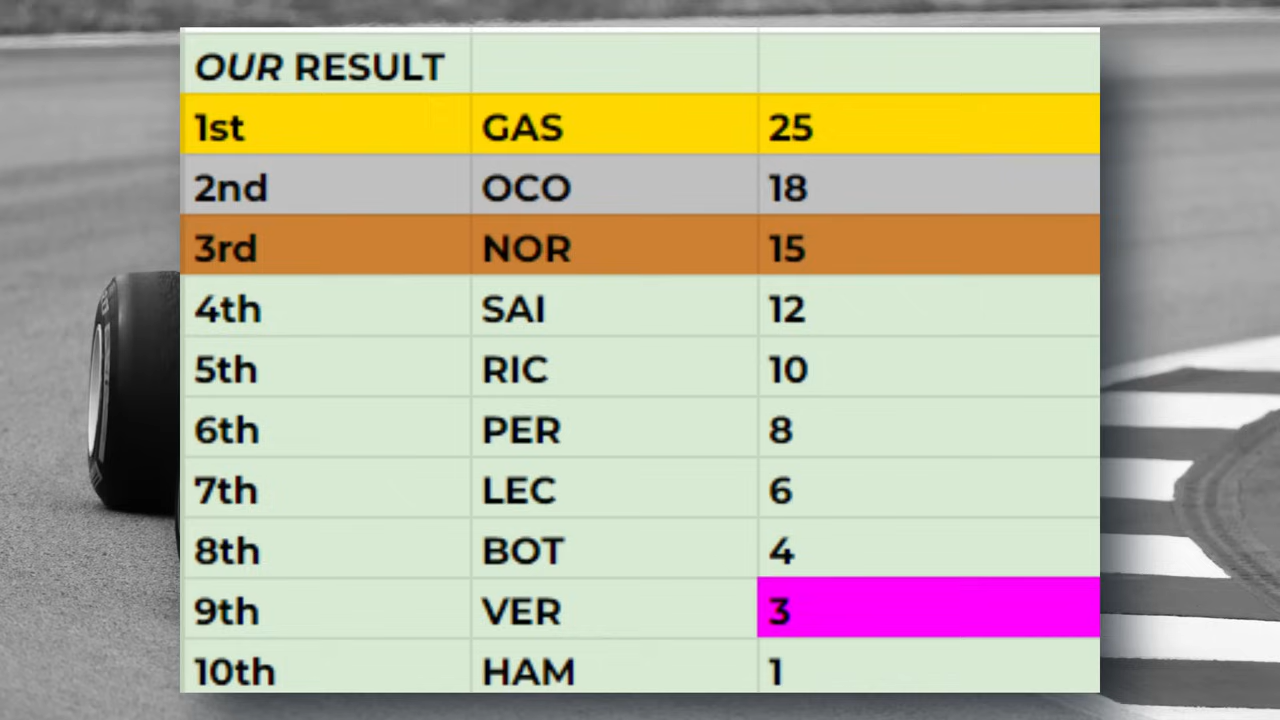 OUR RESULT
1st GAS 25
2nd OCO 18
3rd NOR 15
4th SAI 12
5th RIC 10
6th PER 8
7th LEC 6
8th BOT 4
9th VER 3
10th HAM 1